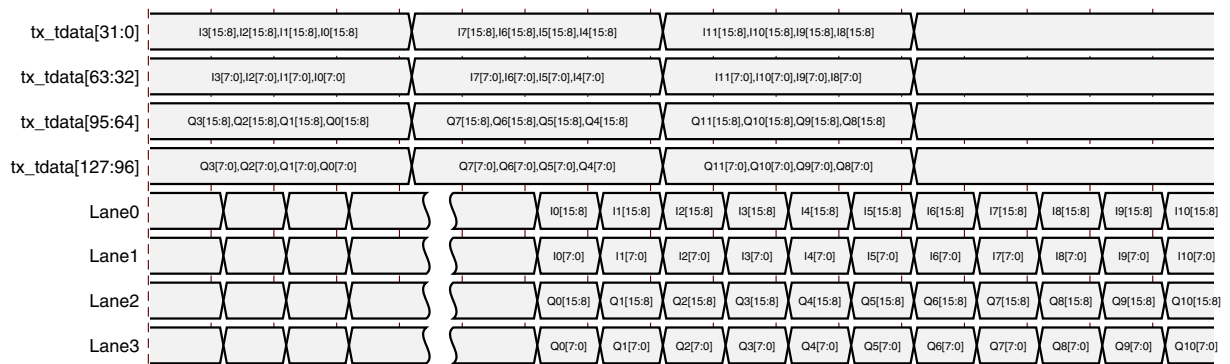 tx_tdata[31:0] I3[15:8],I2[15:8],I1[15:8],I0[15:8] I7[15:8],I6[15:8],I5[15:8],I4[15:8] I11[15:8],I10[15:8],I9[15:8],I8[15:8]
tx_tdata[63:32] I3[7:0],I2[7:0],I1[7:0],I0[7:0] I7[7:0],I6[7:0],I5[7:0],I4[7:0] I11[7:0],I10[7:0],I9[7:0],I8[7:0]
tx_tdata[95:64] Q3[15:8],Q2[15:8],Q1[15:8],Q0[15:8] Q7[15:8],Q6[15:8],Q5[15:8],Q4[15:8] Q11[15:8],Q10[15:8],Q9[15:8],Q8[15:8]
tx_tdata[127:96] Q3[7:0],Q2[7:0],Q1[7:0],Q0[7:0] Q7[7:0],Q6[7:0],Q5[7:0],Q4[7:0] Q11[7:0],Q10[7:0],Q9[7:0],Q8[7:0]
Lane0 I0[15:8] I1[15:8] I2[15:8] I3[15:8] I4[15:8] I5[15:8] I6[15:8] I7[15:8] I8[15:8] I9[15:8] I10[15:8]
Lane1 I0[7:0] I1[7:0] I2[7:0] I3[7:0] I4[7:0] I5[7:0] I6[7:0] I7[7:0] I8[7:0] I9[7:0] I10[7:0]
Lane2 Q0[15:8] Q1[15:8] Q2[15:8] Q3[15:8] Q4[15:8] Q5[15:8] Q6[15:8] Q7[15:8] Q8[15:8] Q9[15:8] Q10[15:8]
Lane3 Q0[7:0] Q1[7:0] Q2[7:0] Q3[7:0] Q4[7:0] Q5[7:0] Q6[7:0] Q7[7:0] Q8[7:0] Q9[7:0] Q10[7:0]